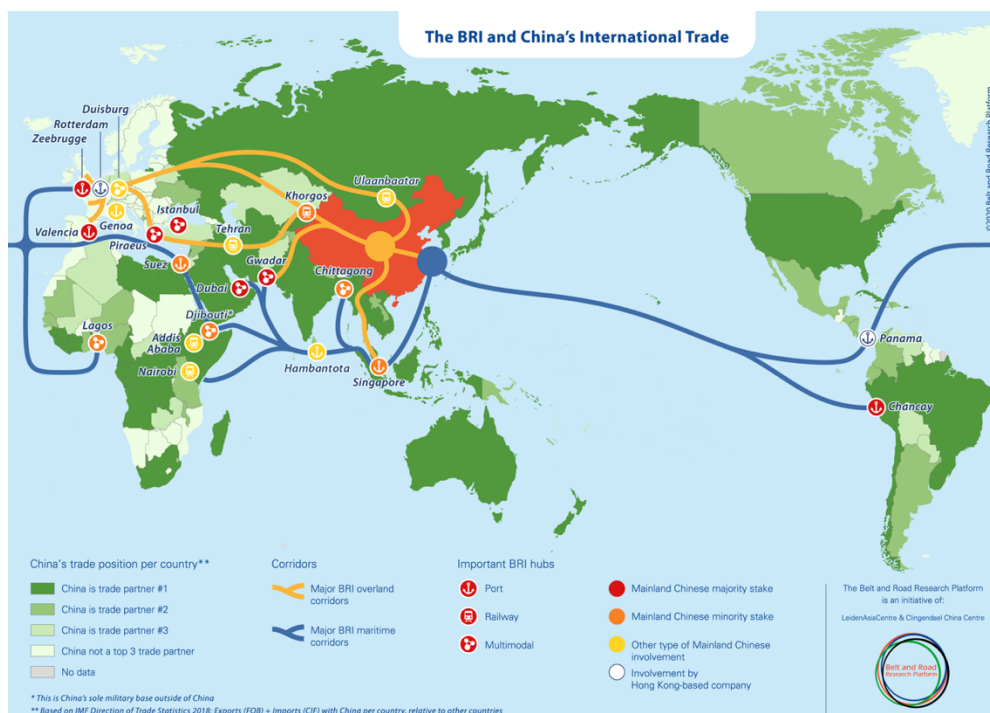 The BRI and China's International Trade
©2020 Belt and Road Research Platform
Duisburg
Rotterdam
Zeebrugge
Ulaanbaatar
Khorgos
Istanbul
Valencia
Genoa
Tehran
Piraeus
Suez
Gwadar
Dubai
Chittagong
Djibouti*
Lagos
Addis
Ababa
Nairobi
Hambantota
Singapore
Panama
Chancay
China's trade position per country**
China is trade partner #1
China is trade partner #2
China is trade partner #3
China not a top 3 trade partner
No data
Corridors
Major BRI overland
corridors
Major BRI maritime
corridors
Important BRI hubs
Port
Railway
Multimodal
Mainland Chinese majority stake
Mainland Chinese minority stake
Other type of Mainland Chinese
involvement
Involvement by
Hong Kong-based company
The Belt and Road Research Platform
is an initiative of:
LeidenAsiaCentre & Clingendael China Centre
Belt and Road
Research Platform
* This is China's sole military base outside of China
** Based on IMF Direction of Trade Statistics 2018: Exports (FOB) + Imports (CIF) with China per country, relative to other countries